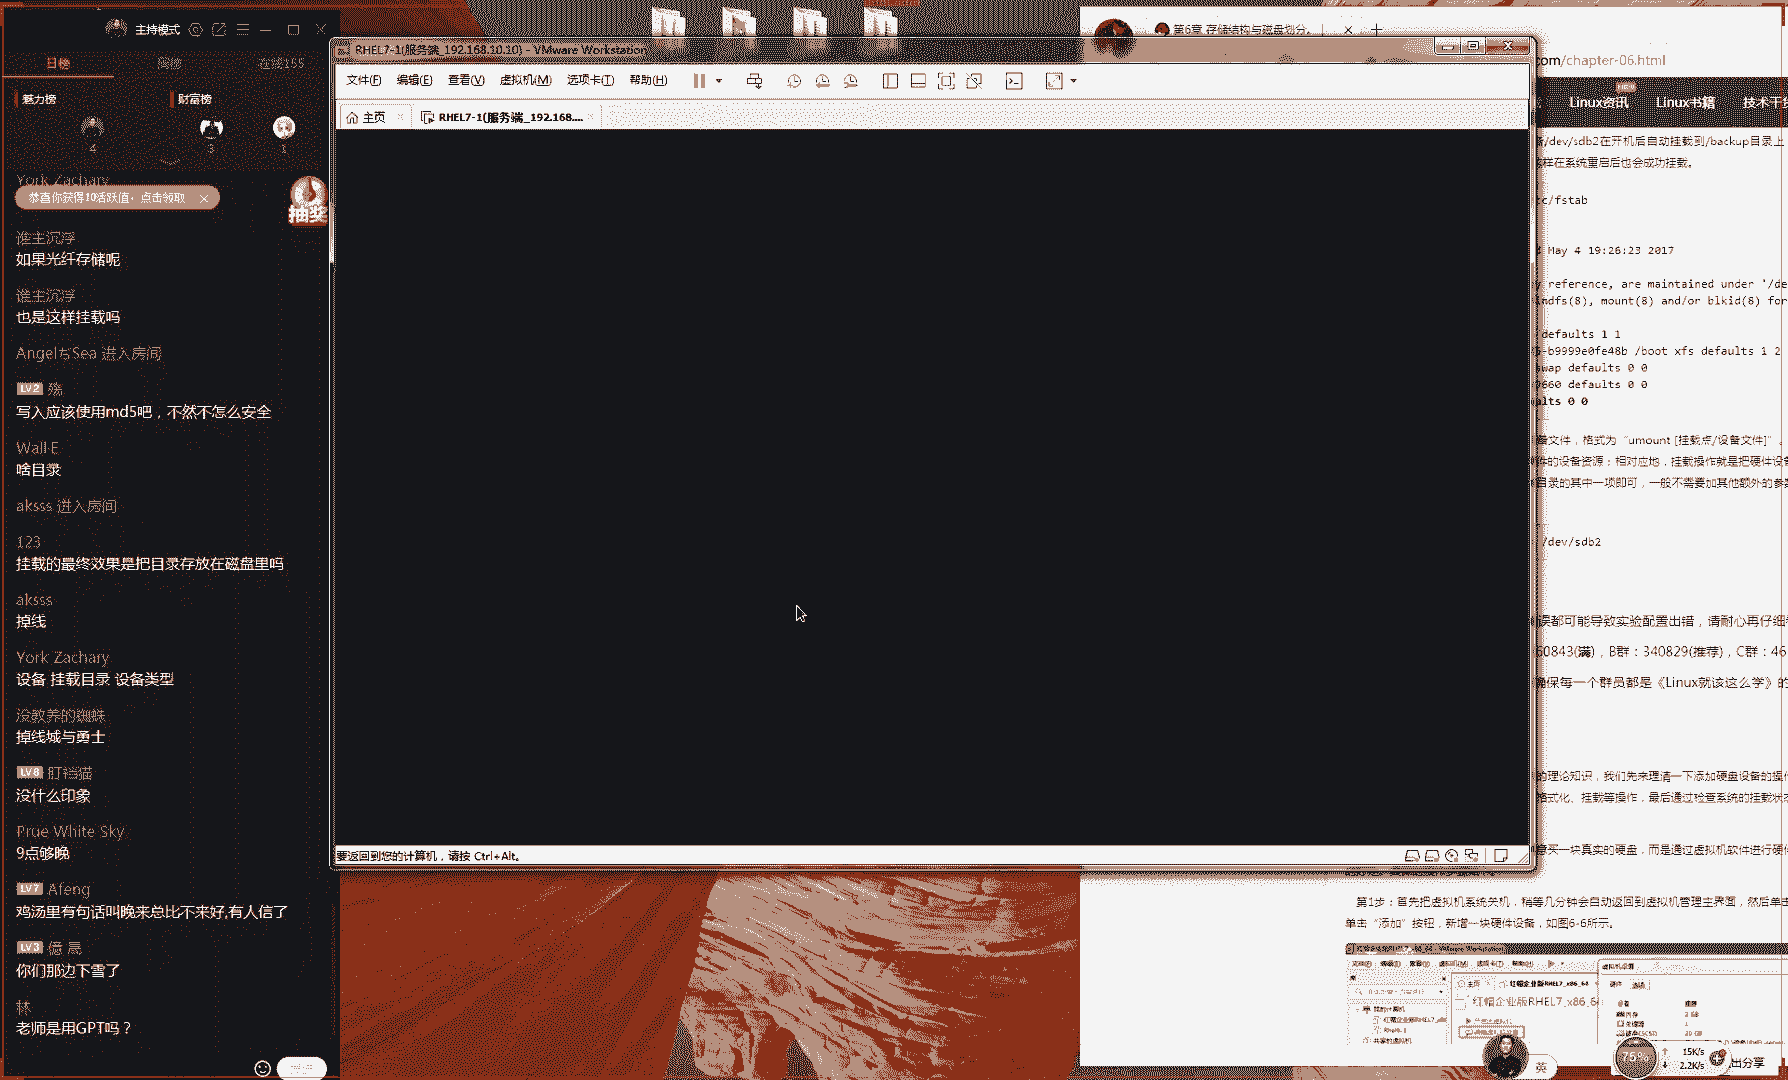 主持模式
日榜
周榜
在线155
魅力榜
财富榜
4
3
1
York Zachary
恭喜你获得10活跃值，点击领取
抽奖
谁主沉浮
如果光纤存储呢
谁主沉浮
也是这样挂载吗
AngelちSea 进入房间
LV2 殇
写入应该使用md5吧，不然不怎么安全
Wall·E
啥目录
aksss 进入房间
123
挂载的最终效果是把目录存放在磁盘里吗
aksss
掉线
York Zachary
设备 挂载目录 设备类型
没教养的蜘蛛
掉线城与勇士
LV8 盯裆猫
没什么印象
Prue White Sky
9点够晚
LV7 Afeng
鸡汤里有句话叫晚来总比不来好,有人信了
LV3 億 晟
你们那边下雪了
林
老师是用GPT吗？
RHEL7-1(服务端_192.168.10.10) - VMware Workstation
文件(F) 编辑(E) 查看(V) 虚拟机(M) 选项卡(T) 帮助(H)
主页
RHEL7-1(服务端_192.168....
要返回到您的计算机，请按 Ctrl+Alt。
第6章 存储结构与磁盘划分。
com/chapter-06.html
Linux资讯
Linux书籍
/dev/sdb2在开机后自动挂载到/backup目录上
样在系统重启后也会成功挂载。
c/fstab
May 4 19:26:23 2017
y reference, are maintained under '/de
ndfs(8), mount(8) and/or blkid(8) for
defaults 1 1
-b9999e0fe48b /boot xfs defaults 1 2
swap defaults 0 0
9660 defaults 0 0
alts 0 0
文件，格式为“umount [挂载点/设备文件]”。
件的设备资源；相对应地，挂载操作就是把硬件设
目录的其中一项即可，一般不需要加其他额外的参
/dev/sdb2
误都可能导致实验配置出错，请耐心再仔细
60843(满)，B群：340829(推荐)，C群：46
确保每一个群员都是《Linux就该这么学》的
的理论知识，我们先来理清一下添加硬盘设备的操
格式化、挂载等操作，最后通过检查系统的挂载状
买一块真实的硬盘，而是通过虚拟机软件进行硬
第1步：首先把虚拟机系统关机，稍等几分钟会自动返回到虚拟机管理主界面，然后单
单击“添加”按钮，新增一块硬件设备，如图6-6所示。
红帽企业版RHEL7_x86_64
英
75%
15K/s
2.2K/s
出分享